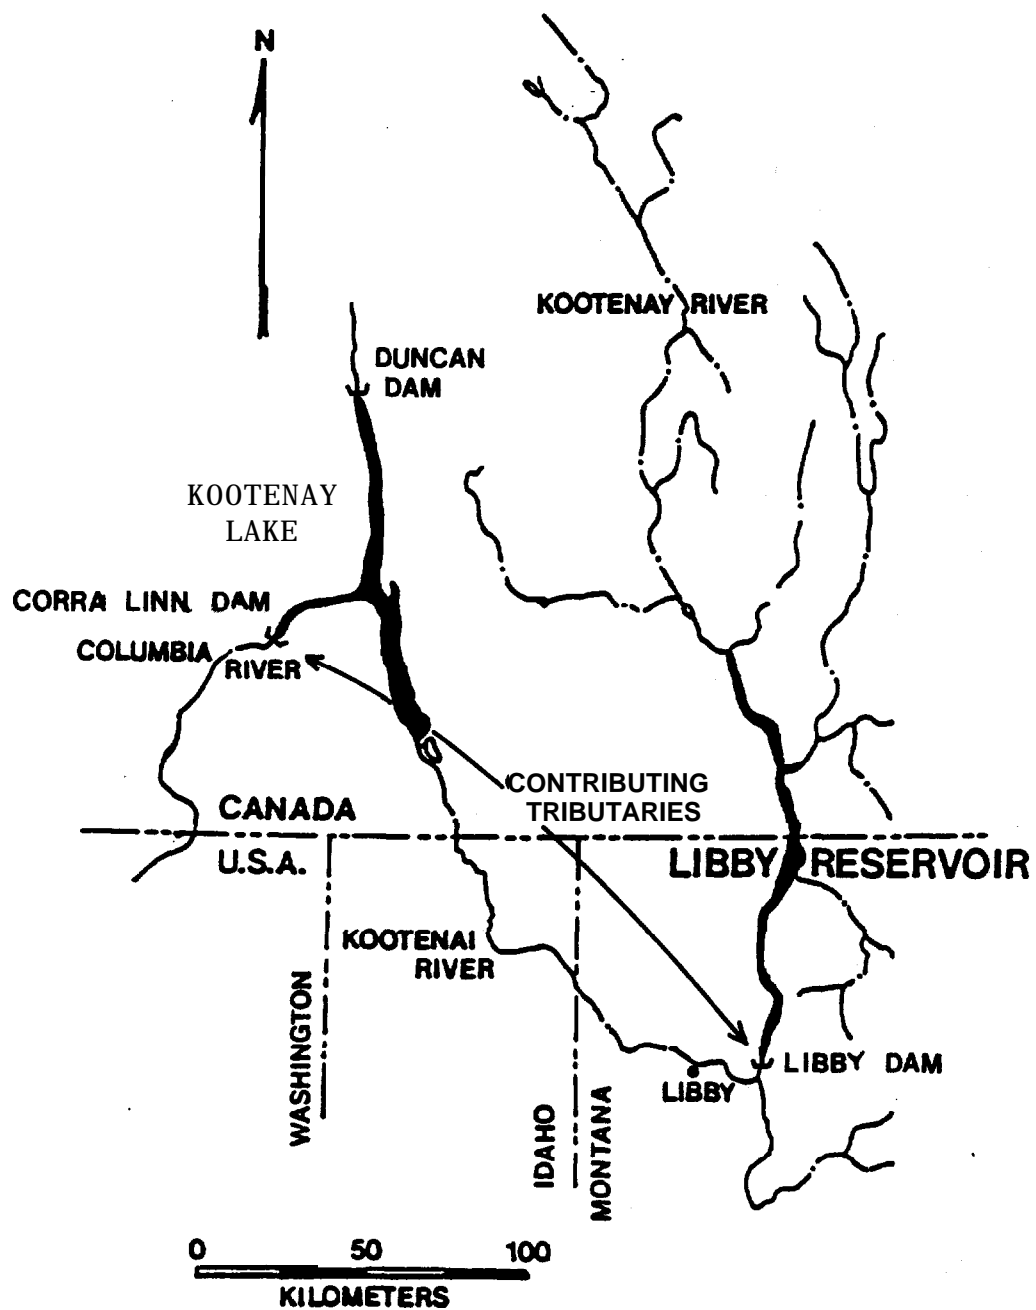 N
KOOTENAY RIVER
DUNCAN
DAM
KOOTENAY
LAKE
CORRA LINN. DAM
COLUMBIA
RIVER
CONTRIBUTING
TRIBUTARIES
CANADA
U.S.A.
LIBBY RESERVOIR
KOOTENAI
RIVER
WASHINGTON
IDAHO
MONTANA
LIBBY
LIBBY DAM
0 50 100
KILOMETERS